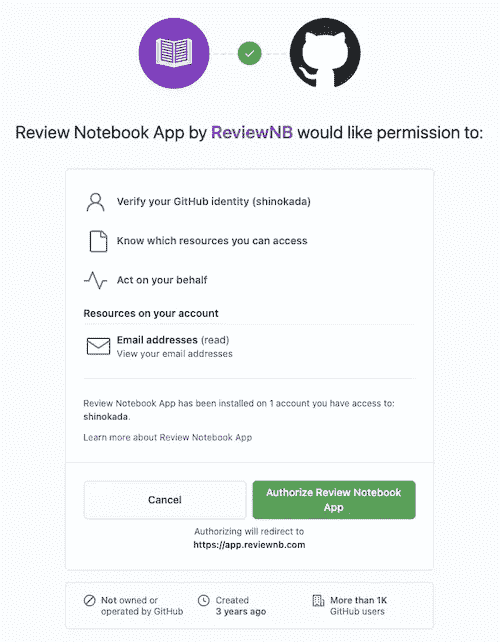 Review Notebook App by ReviewNB would like permission to:
Verify your GitHub identity (shinokada)
Know which resources you can access
Act on your behalf
Resources on your account
Email addresses (read)
View your email addresses
Review Notebook App has been installed on 1 account you have access to:
shinokada.
Learn more about Review Notebook App
Cancel
Authorize Review Notebook
App
Authorizing will redirect to
https://app.reviewnb.com
Not owned or
operated by GitHub
Created
3 years ago
More than 1K
GitHub users